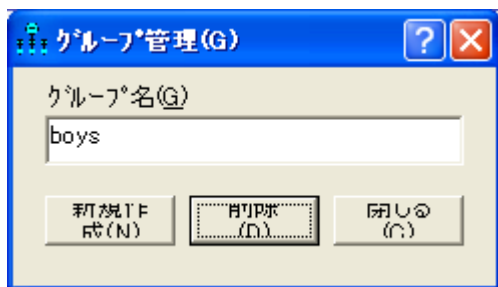 ｸﾞﾙｰﾌﾟ管理(G)
ｸﾞﾙｰﾌﾟ名(G)
boys
新規作
成(N)
削除
(D)
閉じる
(C)